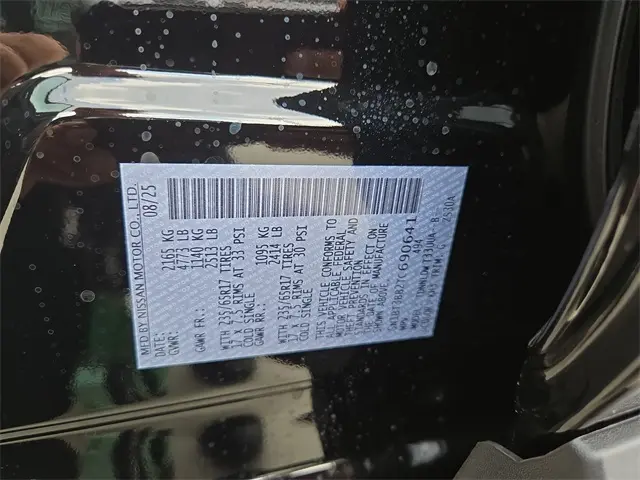 MFD BY NISSAN MOTOR CO., LTD.
DATE: 08/25
GVWR: 2165 KG
4773 LB
GAWR FR.: 1140 KG
2513 LB
WITH 235/65R17 TIRES
RIMS AT 33 PSI
COLD SINGLE
GAWR RR.: 1095 KG
2414 LB
WITH 235/65R17 TIRES
RIMS AT 30 PSI
COLD SINGLE
THIS VEHICLE CONFORMS TO
ALL APPLICABLE FEDERAL
MOTOR VEHICLE SAFETY AND
THEFT PREVENTION
STANDARDS IN EFFECT ON
THE DATE OF MANUFACTURE
SHOWN ABOVE.
690641
MPV
MODEL:
TRIM: G